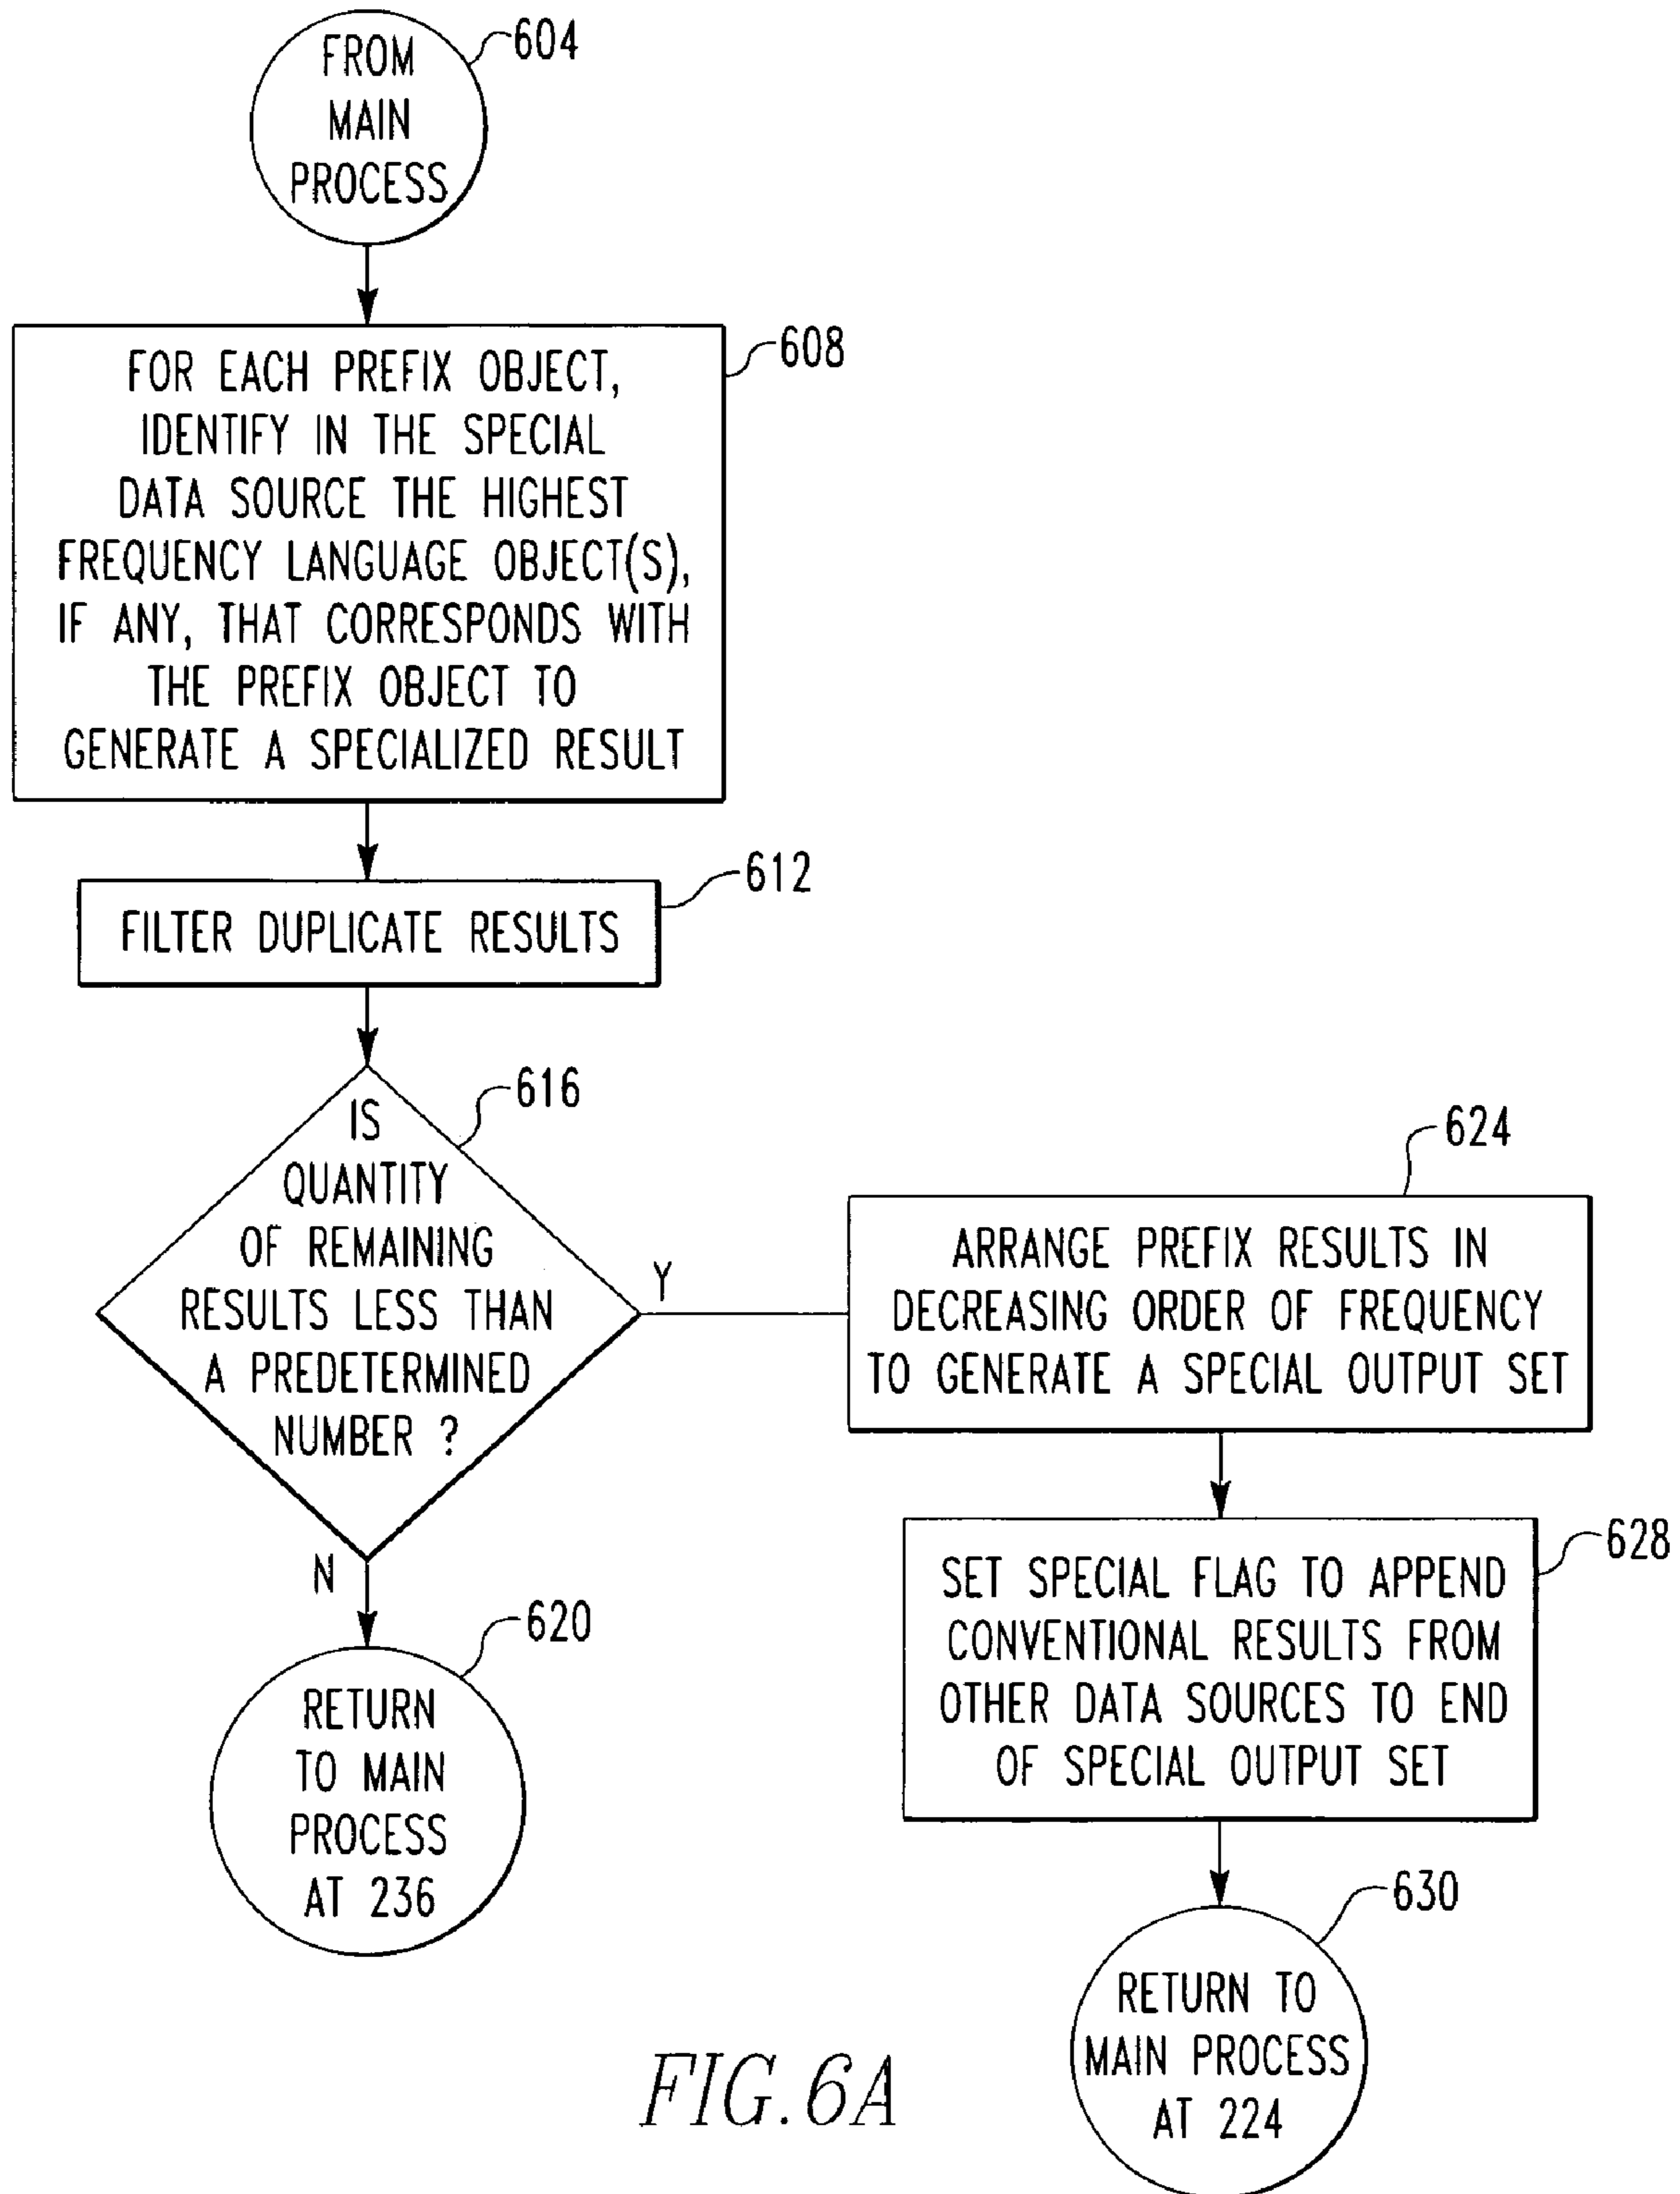 FROM
MAIN
PROCESS
604
FOR EACH PREFIX OBJECT,
IDENTIFY IN THE SPECIAL
DATA SOURCE THE HIGHEST
FREQUENCY LANGUAGE OBJECT(S),
IF ANY, THAT CORRESPONDS WITH
THE PREFIX OBJECT TO
GENERATE A SPECIALIZED RESULT
608
FILTER DUPLICATE RESULTS
612
IS
QUANTITY
OF REMAINING
RESULTS LESS THAN
A PREDETERMINED
NUMBER ?
616
Y
N
RETURN
TO MAIN
PROCESS
AT 236
620
ARRANGE PREFIX RESULTS IN
DECREASING ORDER OF FREQUENCY
TO GENERATE A SPECIAL OUTPUT SET
624
SET SPECIAL FLAG TO APPEND
CONVENTIONAL RESULTS FROM
OTHER DATA SOURCES TO END
OF SPECIAL OUTPUT SET
628
RETURN TO
MAIN PROCESS
AT 224
630
FIG.6A